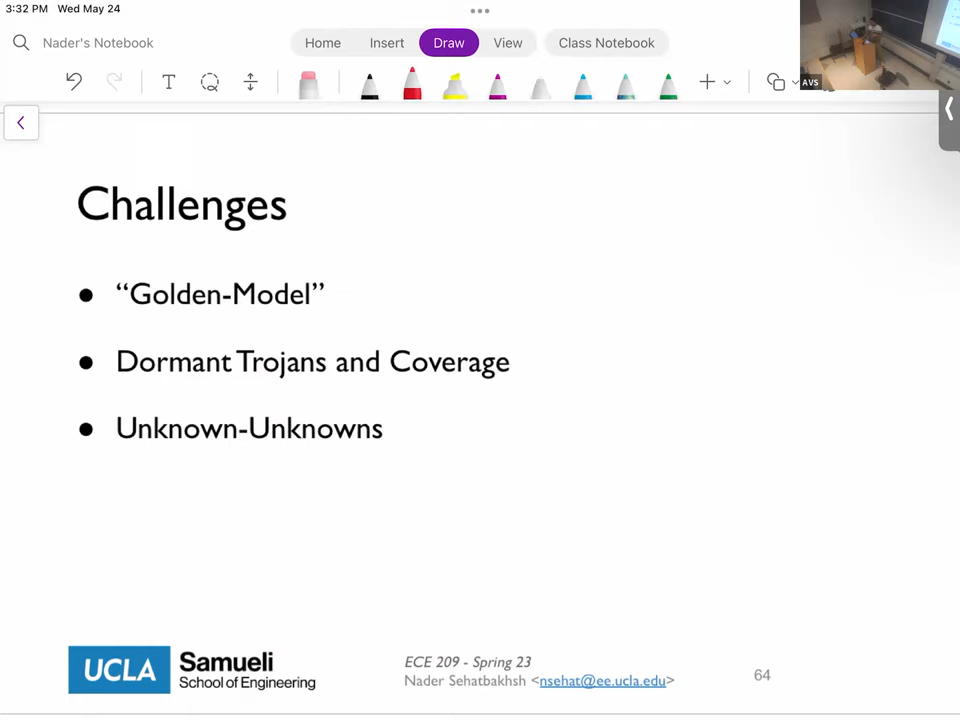 3:32 PM Wed May 24
Nader's Notebook
Home Insert Draw View Class Notebook
T
AVS
Challenges
● “Golden-Model”
● Dormant Trojans and Coverage
● Unknown-Unknowns
UCLA Samueli
School of Engineering
ECE 209 - Spring 23
Nader Sehatbakhsh <nsehat@ee.ucla.edu>
64